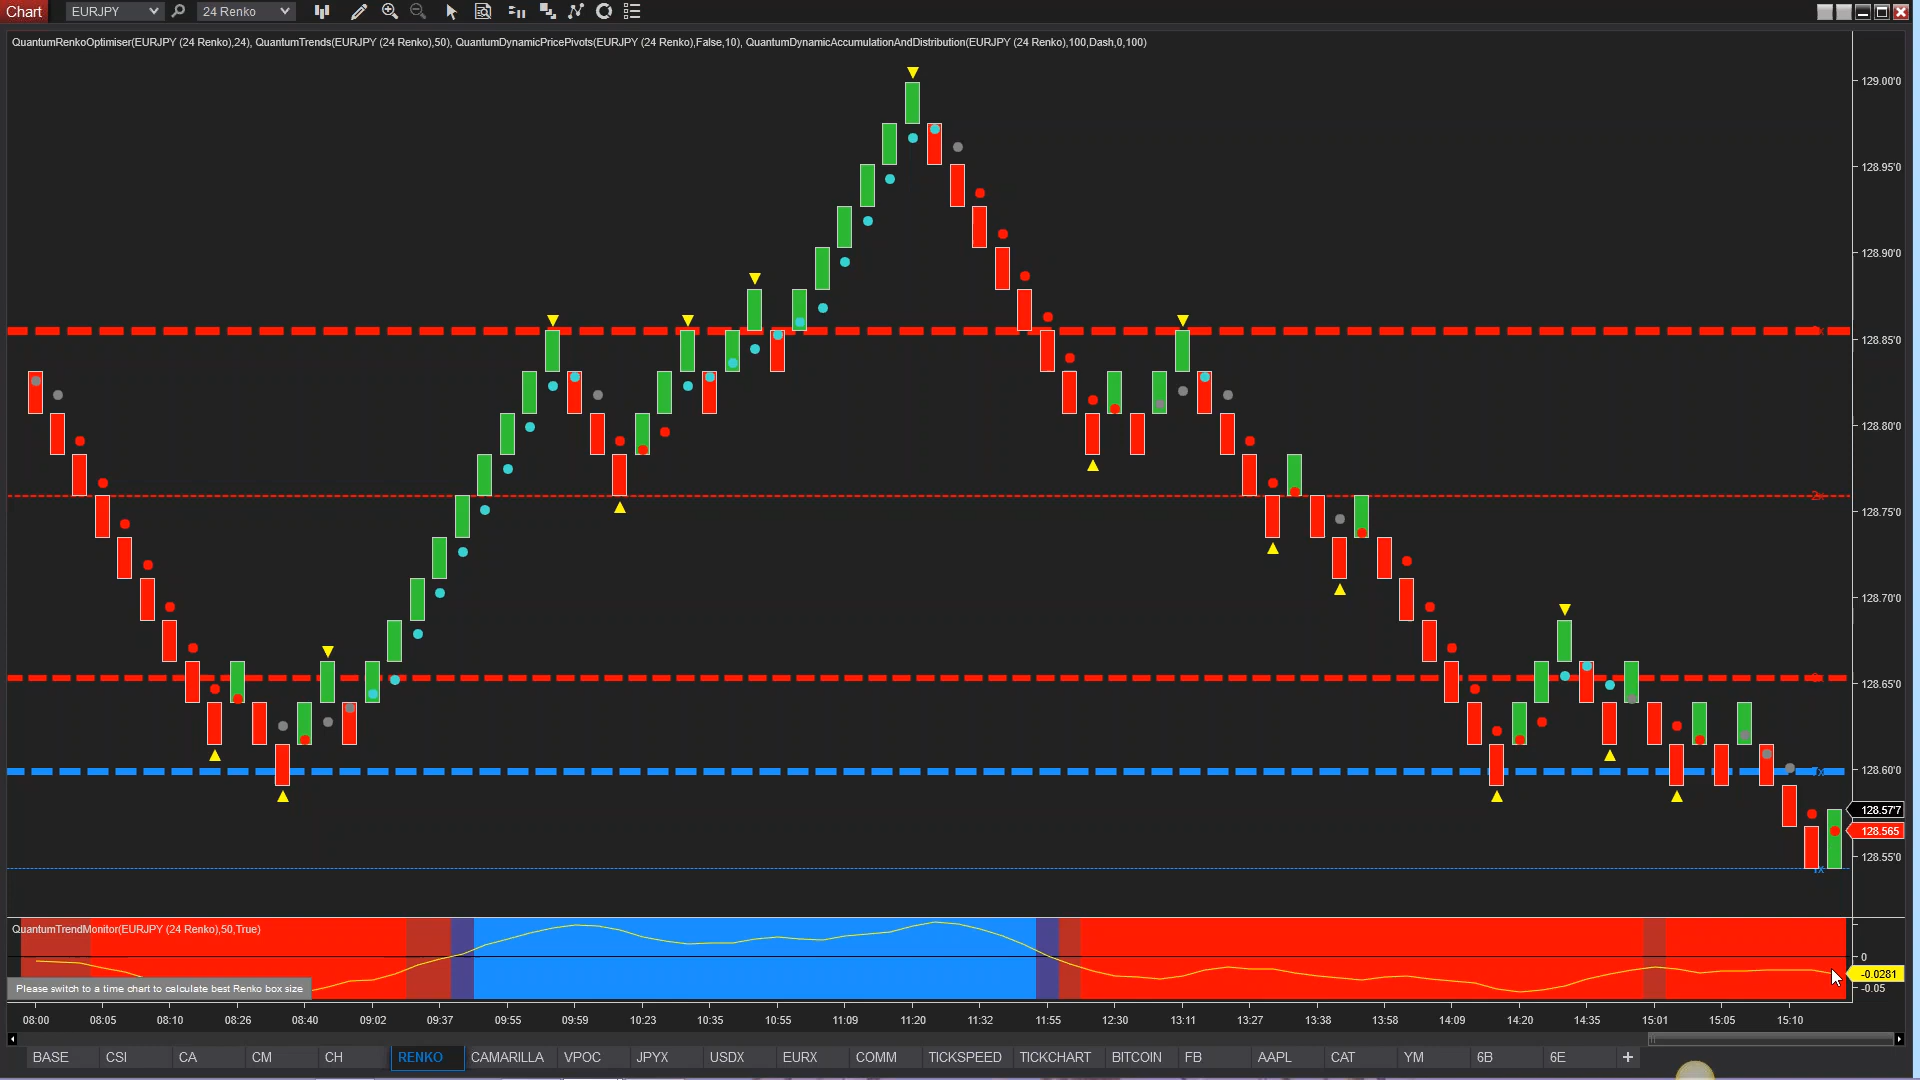 Chart EURJPY 24 Renko
QuantumRenkoOptimiser(EURJPY (24 Renko),24), QuantumTrends(EURJPY (24 Renko),50), QuantumDynamicPricePivots(EURJPY (24 Renko),False,10), QuantumDynamicAccumulationAndDistribution(EURJPY (24 Renko),100,Dash,0,100)
129.00'0
128.95'0
128.90'0
128.85'0
128.80'0
128.75'0
2x
128.70'0
128.65'0
128.60'0
128.57'7
128.565
128.55'0
1x
QuantumTrendMonitor(EURJPY (24 Renko),50,True)
0
-0.0281
-0.05
Please switch to a time chart to calculate best Renko box size
08:00 08:05 08:10 08:26 08:40 09:02 09:37 09:55 09:59 10:23 10:35 10:55 11:09 11:20 11:32 11:55 12:30 13:11 13:27 13:38 13:58 14:09 14:20 14:35 15:01 15:05 15:10
BASE CSI CA CM CH RENKO CAMARILLA VPOC JPYX USDX EURX COMM TICKSPEED TICKCHART BITCOIN FB AAPL CAT YM 6B 6E +